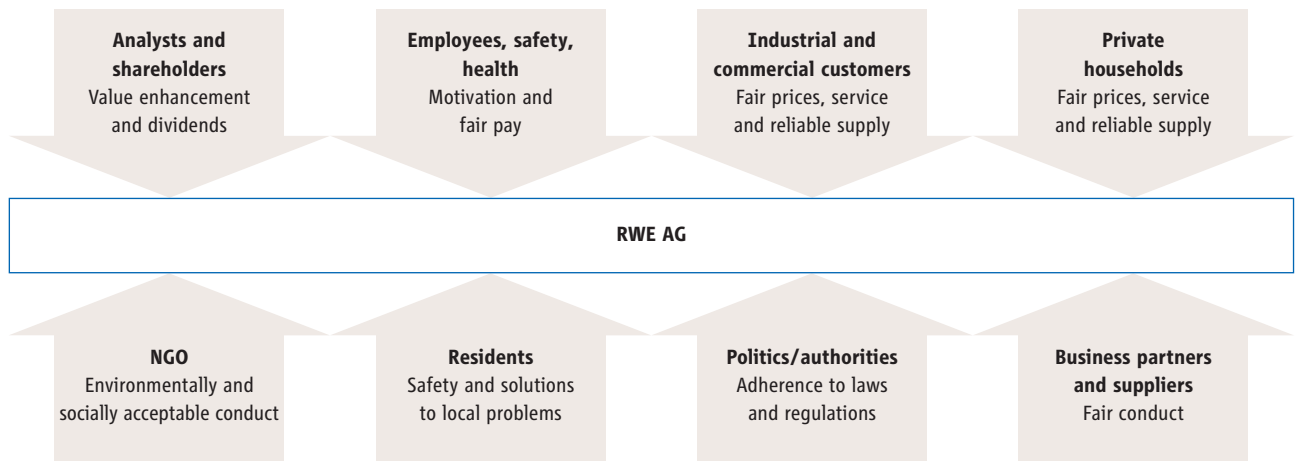 Analysts and
shareholders
Value enhancement
and dividends
Employees, safety,
health
Motivation and
fair pay
Industrial and
commercial customers
Fair prices, service
and reliable supply
Private
households
Fair prices, service
and reliable supply
RWE AG
NGO
Environmentally and
socially acceptable conduct
Residents
Safety and solutions
to local problems
Politics/authorities
Adherence to laws
and regulations
Business partners
and suppliers
Fair conduct